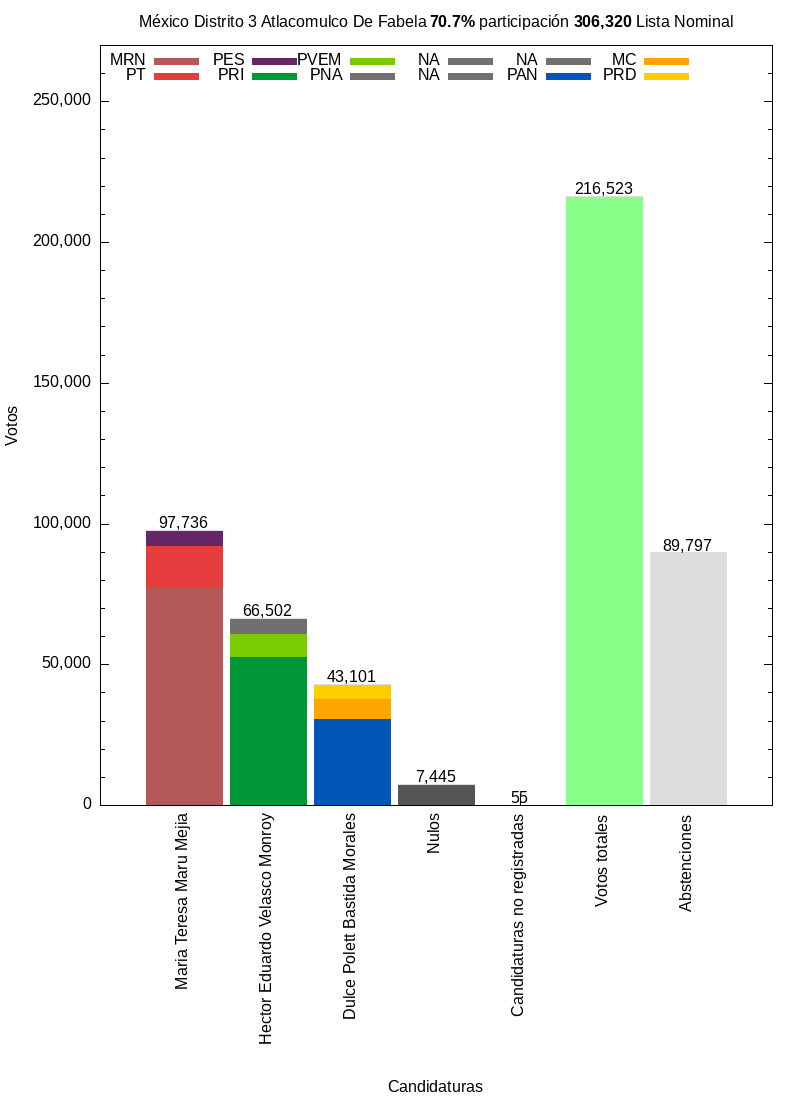 México Distrito 3 Atlacomulco De Fabela 70.7% participación 306,320 Lista Nominal
MRN PES PVEM NA NA MC
PT PRI PNA NA PAN PRD
250,000
200,000
150,000
100,000
50,000
0
Votos
97,736
66,502
43,101
7,445
55
216,523
89,797
Maria Teresa Maru Mejia
Hector Eduardo Velasco Monroy
Dulce Polett Bastida Morales
Nulos
Candidaturas no registradas
Votos totales
Abstenciones
Candidaturas